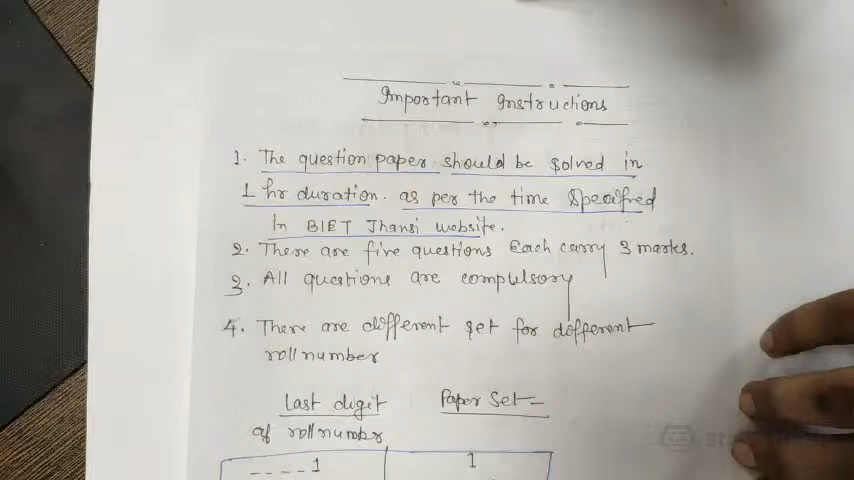 Important Instructions
1. The question paper should be solved in
1 hr duration. as per the time Specified
in BIET Jhansi website.
2. There are five questions Each carry 3 marks.
3. All questions are compulsory
4. There are different set for different
roll number
Last digit Paper Set-
of roll number
----1 1